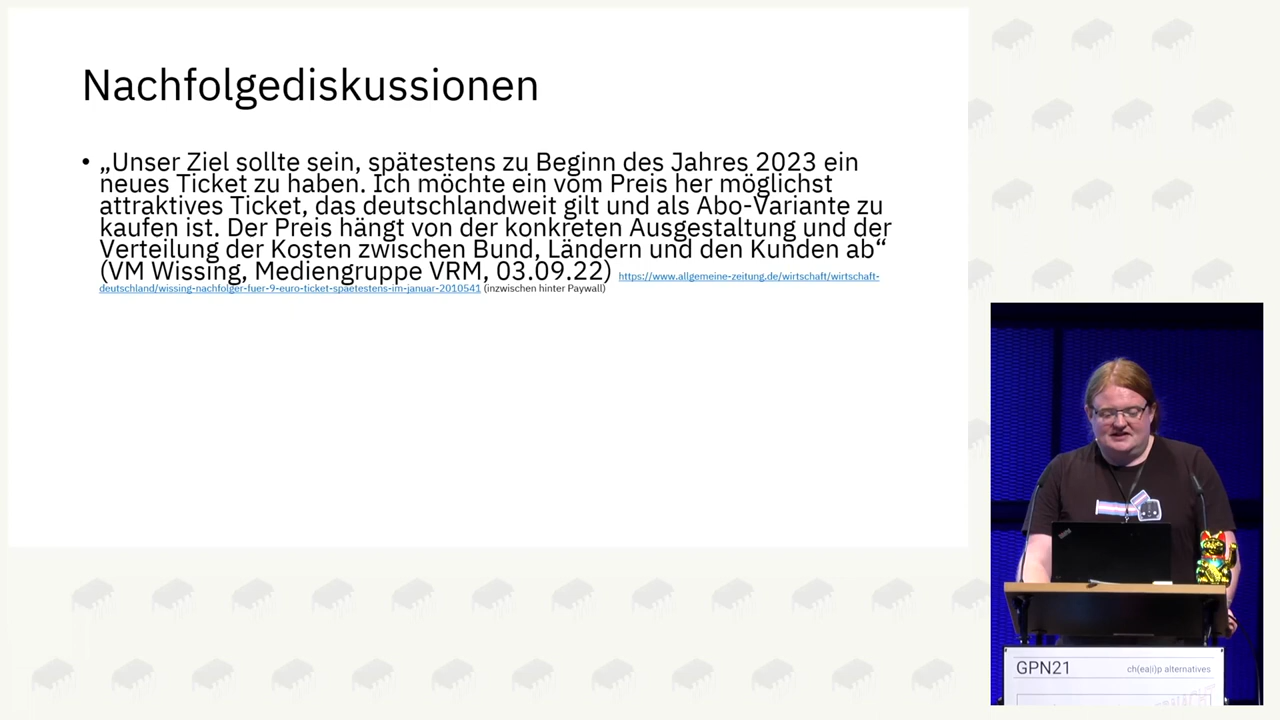 Nachfolgediskussionen
• „Unser Ziel sollte sein, spätestens zu Beginn des Jahres 2023 ein
neues Ticket zu haben. Ich möchte ein vom Preis her möglichst
attraktives Ticket, das deutschlandweit gilt und als Abo-Variante zu
kaufen ist. Der Preis hängt von der konkreten Ausgestaltung und der
Verteilung der Kosten zwischen Bund, Ländern und den Kunden ab“
(VM Wissing, Mediengruppe VRM, 03.09.22) https://www.allgemeine-zeitung.de/wirtschaft/wirtschaft-
deutschland/wissing-nachfolger-fuer-9-euro-ticket-spaetestens-im-januar-2010541 (inzwischen hinter Paywall)
GPN21
ch(ea|i)p alternatives